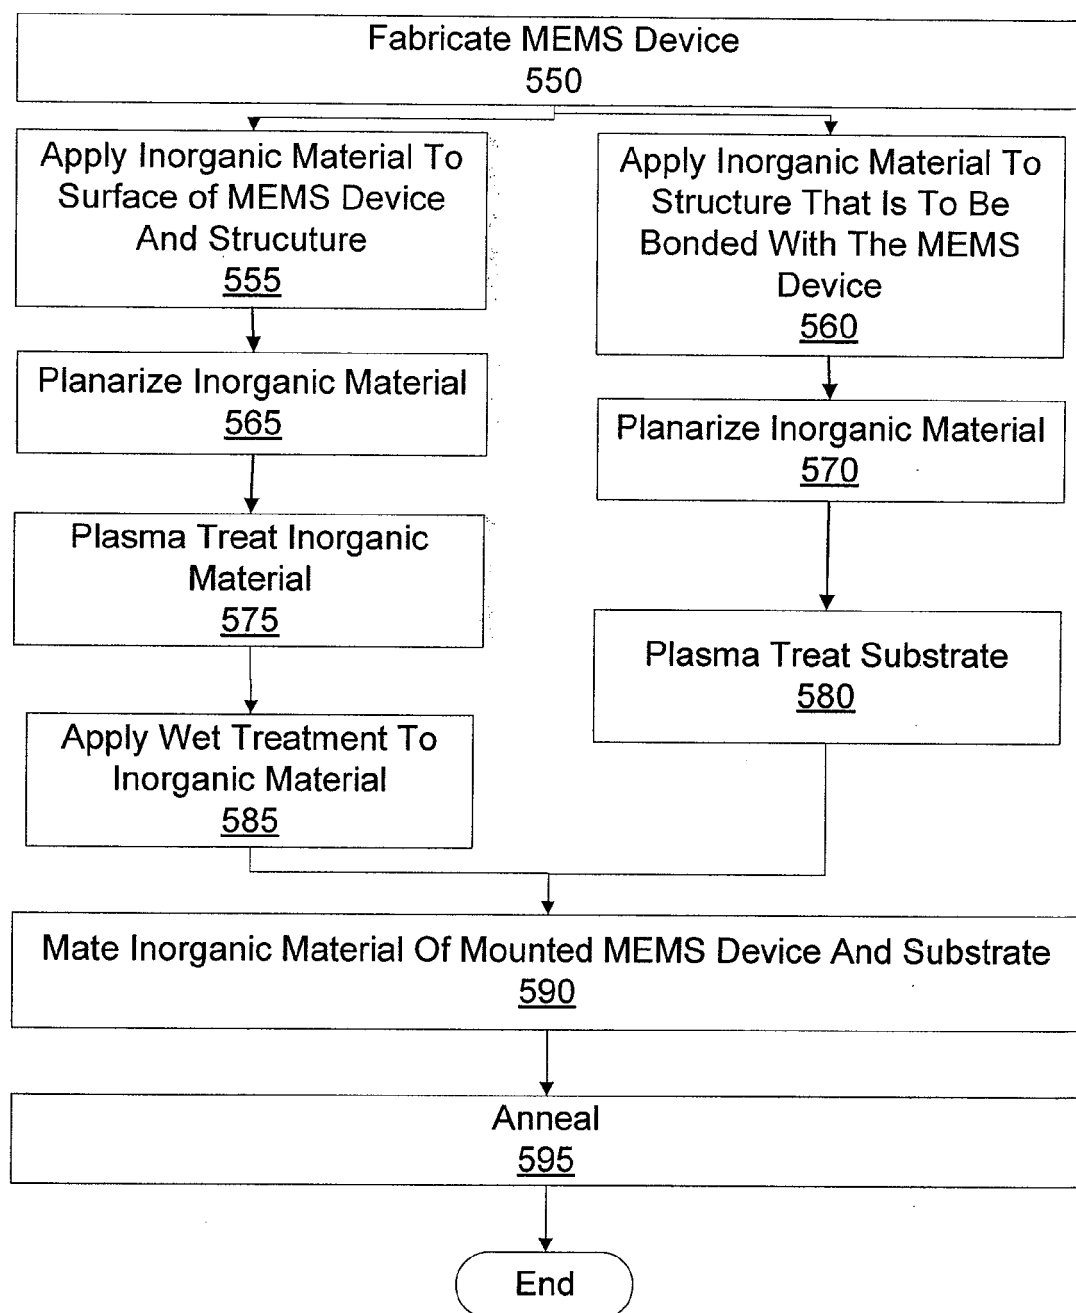 Fabricate MEMS Device
550
Apply Inorganic Material To
Surface of MEMS Device
And Strucuture
555
Apply Inorganic Material To
Structure That Is To Be
Bonded With The MEMS
Device
560
Planarize Inorganic Material
565
Planarize Inorganic Material
570
Plasma Treat Inorganic
Material
575
Plasma Treat Substrate
580
Apply Wet Treatment To
Inorganic Material
585
Mate Inorganic Material Of Mounted MEMS Device And Substrate
590
Anneal
595
End